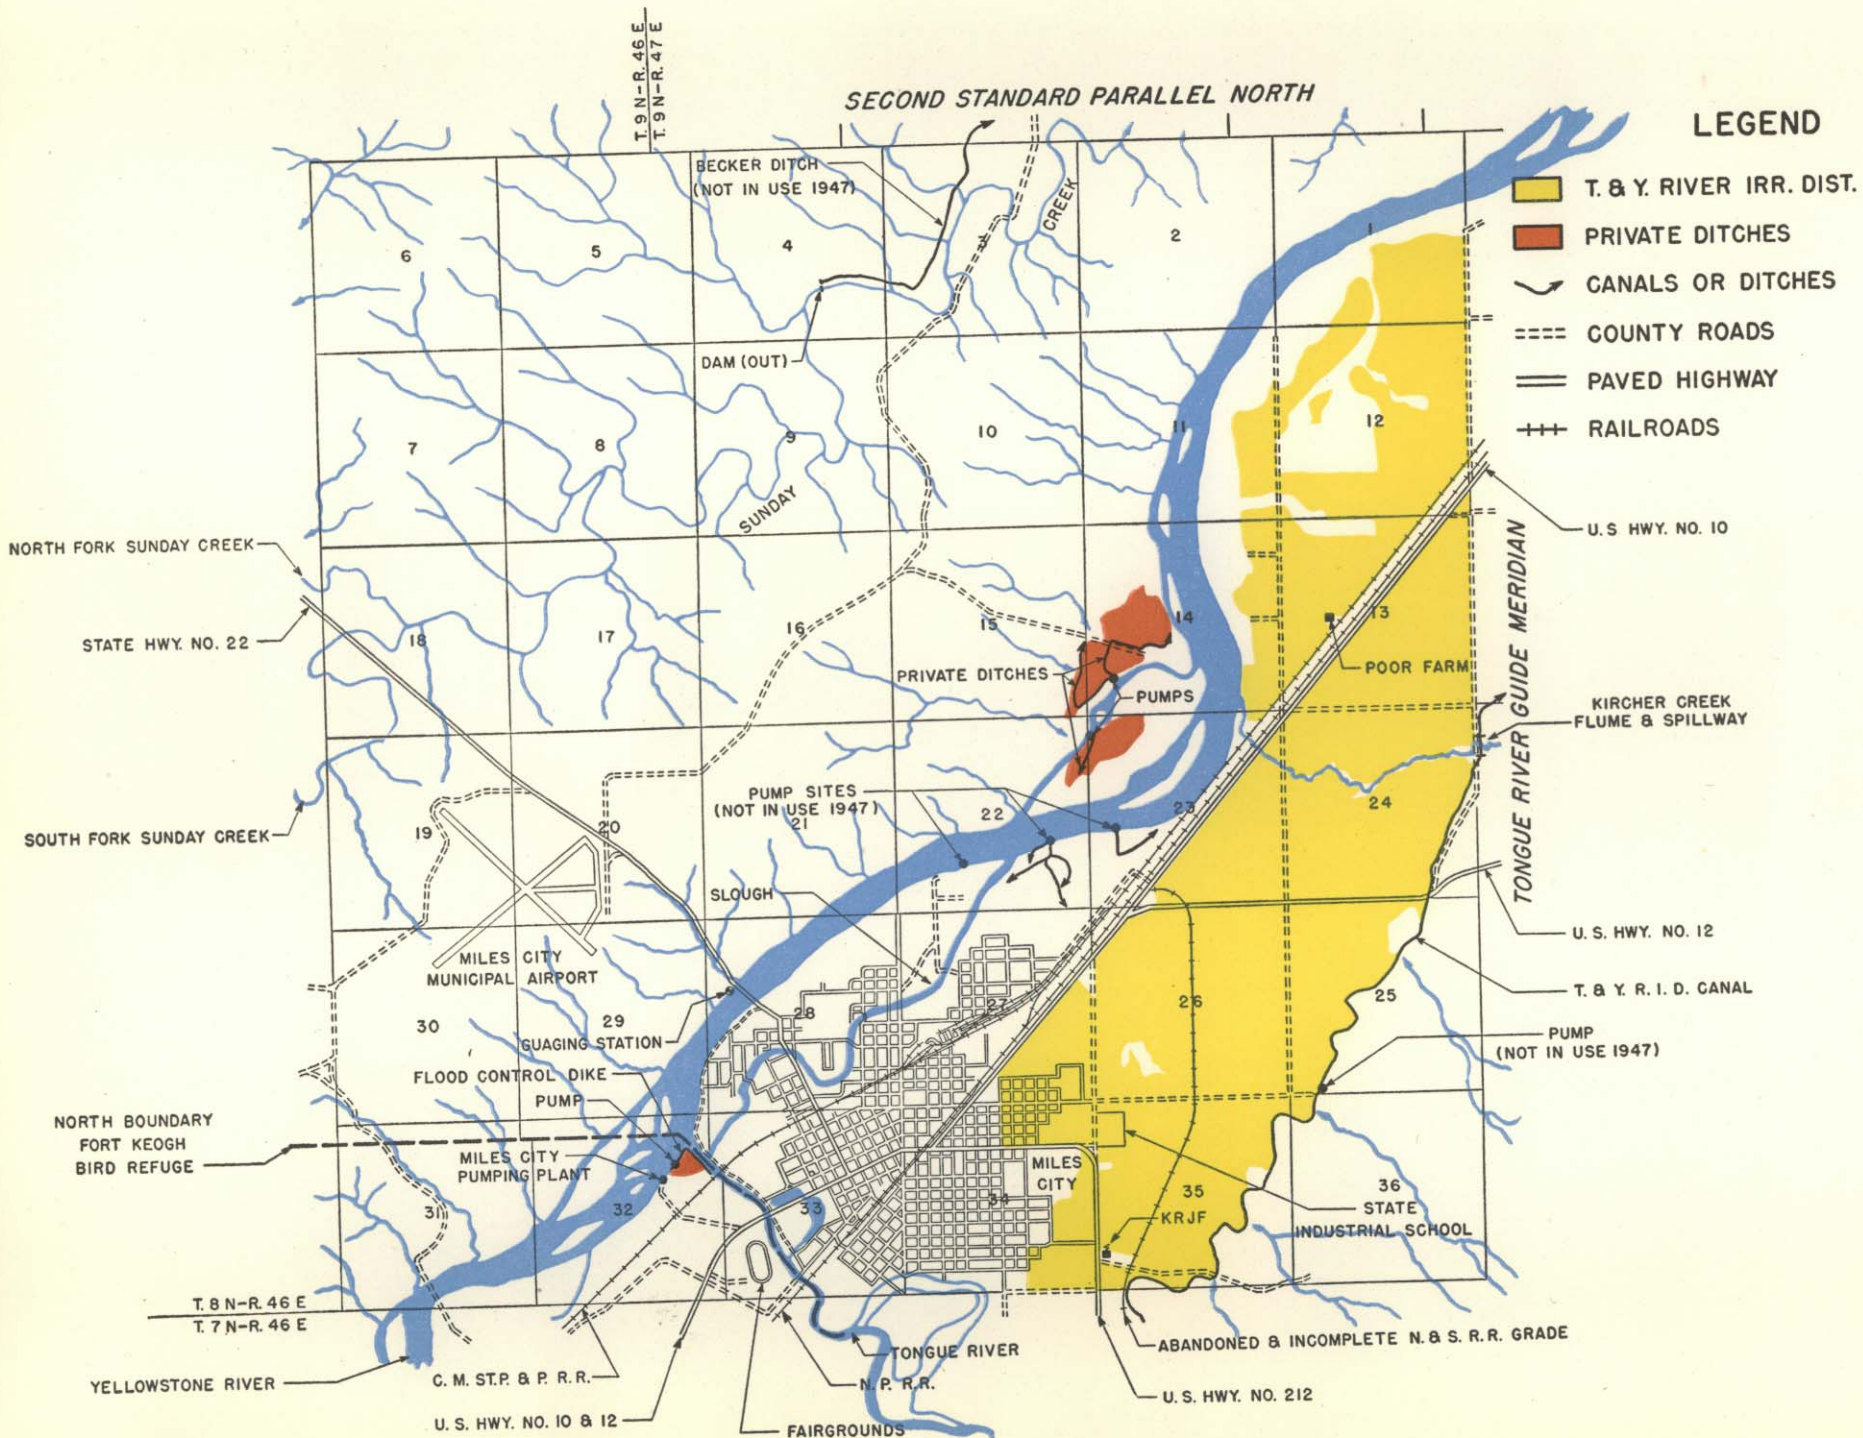 T. 9 N-R. 46 E
T. 9 N-R. 47 E
SECOND STANDARD PARALLEL NORTH
LEGEND
T. & Y. RIVER IRR. DIST.
PRIVATE DITCHES
CANALS OR DITCHES
COUNTY ROADS
PAVED HIGHWAY
RAILROADS
BECKER DITCH
(NOT IN USE 1947)
CREEK
6
5
4
3
2
1
DAM (OUT)
7
8
9
10
11
12
SUNDAY
NORTH FORK SUNDAY CREEK
U.S HWY. NO. 10
STATE HWY. NO. 22
18
17
16
15
14
13
POOR FARM
PRIVATE DITCHES
PUMPS
TONGUE RIVER GUIDE MERIDIAN
KIRCHER CREEK
FLUME & SPILLWAY
PUMP SITES
(NOT IN USE 1947)
19
20
21
22
23
24
SOUTH FORK SUNDAY CREEK
SLOUGH
U.S. HWY. NO. 12
MILES CITY
MUNICIPAL AIRPORT
T. & Y. R. I. D. CANAL
30
29
28
27
26
25
GUAGING STATION
PUMP
(NOT IN USE 1947)
FLOOD CONTROL DIKE
PUMP
NORTH BOUNDARY
FORT KEOGH
BIRD REFUGE
MILES CITY
PUMPING PLANT
MILES
CITY
31
32
33
34
35
36
STATE
INDUSTRIAL SCHOOL
KRJF
T. 8 N-R. 46 E
T. 7 N-R. 46 E
ABANDONED & INCOMPLETE N. & S. R. R. GRADE
TONGUE RIVER
YELLOWSTONE RIVER
C. M. ST. P. & P. R. R.
N. P. R. R.
U. S. HWY. NO. 212
U. S. HWY. NO. 10 & 12
FAIRGROUNDS